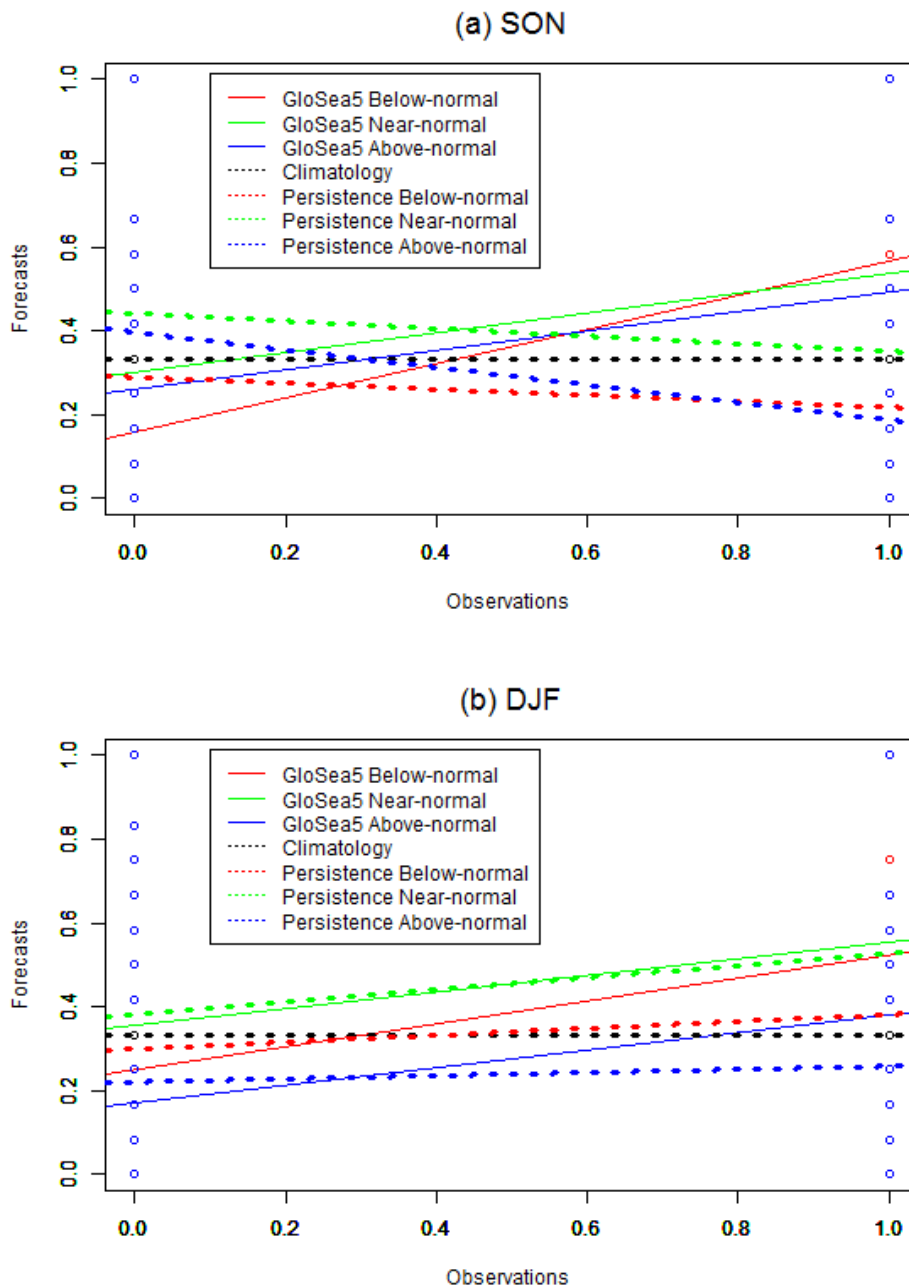 (a) SON
1.0
0.8
0.6
0.4
0.2
0.0
Forecasts
GloSea5 Below-normal
GloSea5 Near-normal
GloSea5 Above-normal
Climatology
Persistence Below-normal
Persistence Near-normal
Persistence Above-normal
0.0 0.2 0.4 0.6 0.8 1.0
Observations
(b) DJF
1.0
0.8
0.6
0.4
0.2
0.0
Forecasts
GloSea5 Below-normal
GloSea5 Near-normal
GloSea5 Above-normal
Climatology
Persistence Below-normal
Persistence Near-normal
Persistence Above-normal
0.0 0.2 0.4 0.6 0.8 1.0
Observations